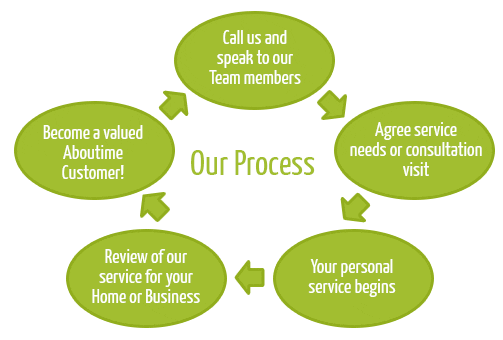 Call us and
speak to our
Team members
Agree service
needs or consultation
visit
Your personal
service begins
Review of our
service for your
Home or Business
Become a valued
Aboutime
Customer!
Our Process